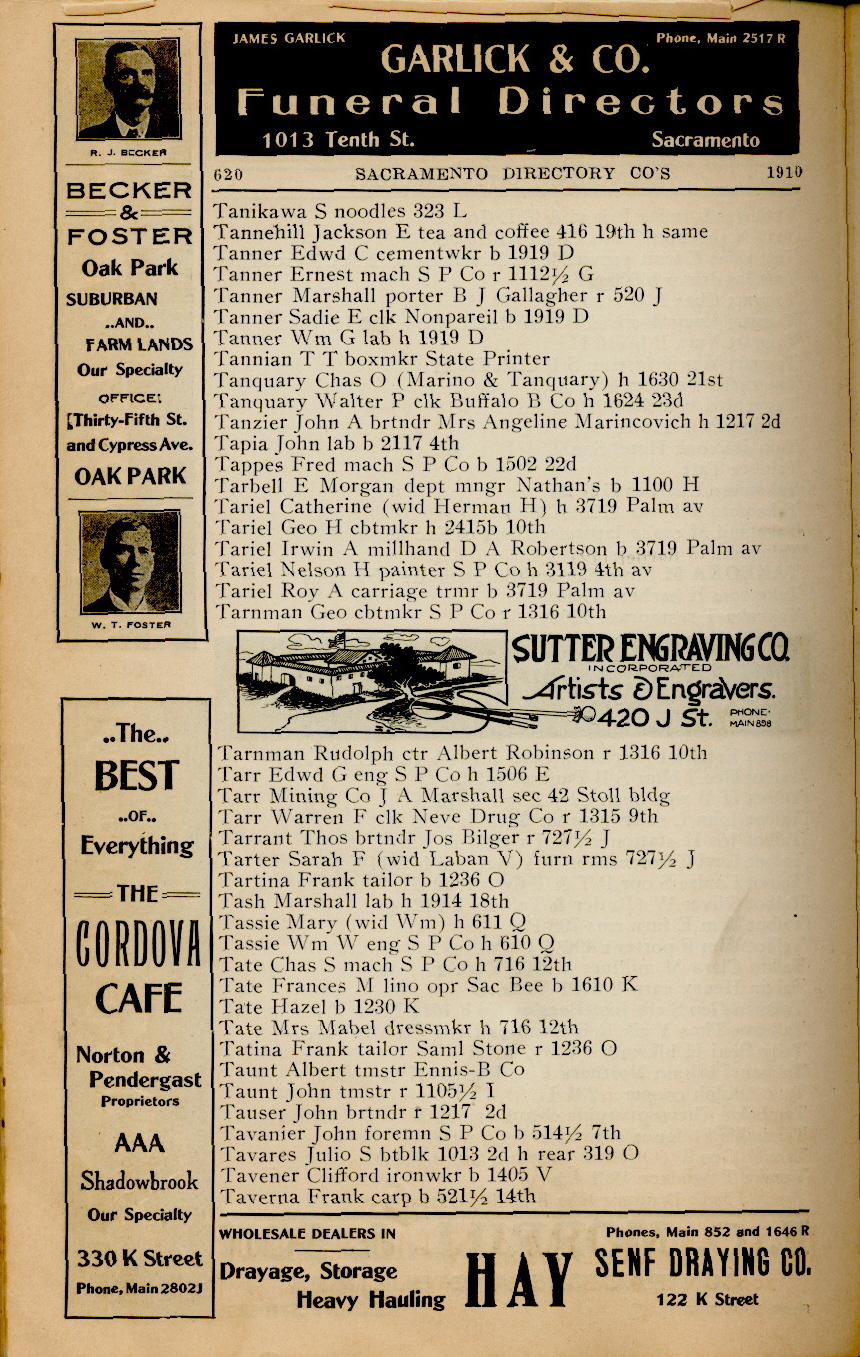 JAMES GARLICK Phone, Main 2517 R
GARLICK & CO.
Funeral Directors
1013 Tenth St. Sacramento
R. J. BECKER
BECKER
&
FOSTER
Oak Park
SUBURBAN
..AND..
FARM LANDS
Our Specialty
OFFICE:
Thirty-Fifth St.
and Cypress Ave.
OAK PARK
W. T. FOSTER
620 SACRAMENTO DIRECTORY CO'S 1910
Tanikawa S noodles 323 L
Tannehill Jackson E tea and coffee 416 19th h same
Tanner Edwd C cementwkr b 1919 D
Tanner Ernest mach S P Co r 1112½ G
Tanner Marshall porter B J Gallagher r 520 J
Tanner Sadie E clk Nonpareil b 1919 D
Tanner Wm G lab h 1919 D
Tannian T T boxmkr State Printer
Tanquary Chas O (Marino & Tanquary) h 1630 21st
Tanquary Walter P clk Buffalo B Co h 1624 23d
Tanzier John A brtndr Mrs Angeline Marincovich h 1217 2d
Tapia John lab b 2117 4th
Tappes Fred mach S P Co b 1502 22d
Tarbell E Morgan dept mngr Nathan's b 1100 H
Tariel Catherine (wid Herman H) h 3719 Palm av
Tariel Geo H cbtmkr h 2415b 10th
Tariel Irwin A millhand D A Robertson b 3719 Palm av
Tariel Nelson H painter S P Co h 3119 4th av
Tariel Roy A carriage trmr b 3719 Palm av
Tarnman Geo cbtmkr S P Co r 1316 10th
SUTTER ENGRAVING CO.
INCORPORATED
Artists & Engravers.
420 J St. PHONE·
MAIN 898
..The..
BEST
..OF..
Everything
THE
CORDOVA
CAFE
Norton &
Pendergast
Proprietors
AAA
Shadowbrook
Our Specialty
330 K Street
Phone, Main 2802J
Tarnman Rudolph ctr Albert Robinson r 1316 10th
Tarr Edwd G eng S P Co h 1506 E
Tarr Mining Co J A Marshall sec 42 Stoll bldg
Tarr Warren F clk Neve Drug Co r 1315 9th
Tarrant Thos brtndr Jos Bilger r 727½ J
Tarter Sarah F (wid Laban V) furn rms 727½ J
Tartina Frank tailor b 1236 O
Tash Marshall lab h 1914 18th
Tassie Mary (wid Wm) h 611 Q
Tassie Wm W eng S P Co h 610 Q
Tate Chas S mach S P Co h 716 12th
Tate Frances M lino opr Sac Bee b 1610 K
Tate Hazel b 1230 K
Tate Mrs Mabel dressmkr h 716 12th
Tatina Frank tailor Saml Stone r 1236 O
Taunt Albert tmstr Ennis-B Co
Taunt John tmstr r 1105½ I
Tauser John brtndr r 1217 2d
Tavanier John foremn S P Co b 514½ 7th
Tavares Julio S btblk 1013 2d h rear 319 O
Tavener Clifford ironwkr b 1405 V
Taverna Frank carp b 521½ 14th
WHOLESALE DEALERS IN
Drayage, Storage
Heavy Hauling
HAY
Phones, Main 852 and 1646 R
SENF DRAYING CO.
122 K Street